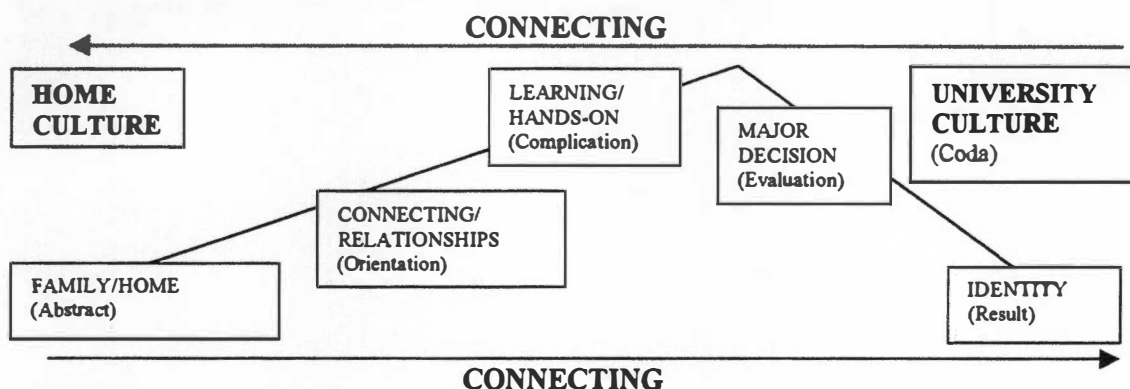 CONNECTING
HOME
CULTURE
LEARNING/
HANDS-ON
(Complication)
MAJOR
DECISION
(Evaluation)
UNIVERSITY
CULTURE
(Coda)
CONNECTING/
RELATIONSHIPS
(Orientation)
FAMILY/HOME
(Abstract)
IDENTITY
(Result)
CONNECTING